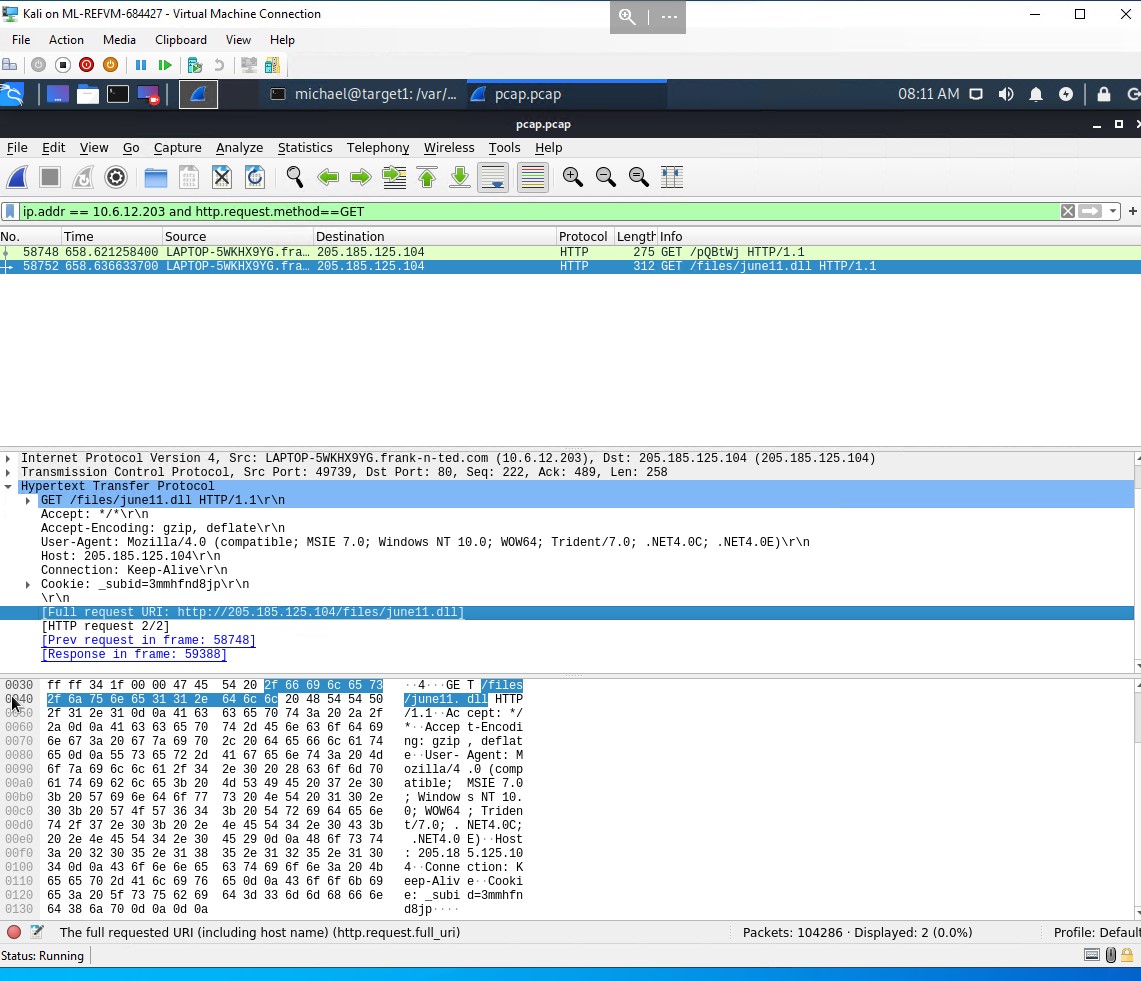 Kali on ML-REFVM-684427 - Virtual Machine Connection
File Action Media Clipboard View Help
michael@target1: /var/... pcap.pcap 08:11 AM
pcap.pcap
File Edit View Go Capture Analyze Statistics Telephony Wireless Tools Help
ip.addr == 10.6.12.203 and http.request.method==GET
No. Time Source Destination Protocol Length Info
58748 658.621258400 LAPTOP-5WKHX9YG.fra… 205.185.125.104 HTTP 275 GET /pQBtWj HTTP/1.1
58752 658.636633700 LAPTOP-5WKHX9YG.fra… 205.185.125.104 HTTP 312 GET /files/june11.dll HTTP/1.1
Internet Protocol Version 4, Src: LAPTOP-5WKHX9YG.frank-n-ted.com (10.6.12.203), Dst: 205.185.125.104 (205.185.125.104)
Transmission Control Protocol, Src Port: 49739, Dst Port: 80, Seq: 222, Ack: 489, Len: 258
Hypertext Transfer Protocol
GET /files/june11.dll HTTP/1.1\r\n
Accept: */*\r\n
Accept-Encoding: gzip, deflate\r\n
User-Agent: Mozilla/4.0 (compatible; MSIE 7.0; Windows NT 10.0; WOW64; Trident/7.0; .NET4.0C; .NET4.0E)\r\n
Host: 205.185.125.104\r\n
Connection: Keep-Alive\r\n
Cookie: _subid=3mmhfnd8jp\r\n
\r\n
[Full request URI: http://205.185.125.104/files/june11.dll]
[HTTP request 2/2]
[Prev request in frame: 58748]
[Response in frame: 59388]
0030 ff ff 34 1f 00 00 47 45 54 20 2f 66 69 6c 65 73 ··4···GE T /files
0040 2f 6a 75 6e 65 31 31 2e 64 6c 6c 20 48 54 54 50 /june11. dll HTTP
0050 2f 31 2e 31 0d 0a 41 63 63 65 70 74 3a 20 2a 2f /1.1··Ac cept: */
0060 2a 0d 0a 41 63 63 65 70 74 2d 45 6e 63 6f 64 69 *··Accep t-Encodi
0070 6e 67 3a 20 67 7a 69 70 2c 20 64 65 66 6c 61 74 ng: gzip , deflat
0080 65 0d 0a 55 73 65 72 2d 41 67 65 6e 74 3a 20 4d e··User- Agent: M
0090 6f 7a 69 6c 6c 61 2f 34 2e 30 20 28 63 6f 6d 70 ozilla/4 .0 (comp
00a0 61 74 69 62 6c 65 3b 20 4d 53 49 45 20 37 2e 30 atible; MSIE 7.0
00b0 3b 20 57 69 6e 64 6f 77 73 20 4e 54 20 31 30 2e ; Window s NT 10.
00c0 30 3b 20 57 4f 57 36 34 3b 20 54 72 69 64 65 6e 0; WOW64 ; Triden
00d0 74 2f 37 2e 30 3b 20 2e 4e 45 54 34 2e 30 43 3b t/7.0; . NET4.0C;
00e0 20 2e 4e 45 54 34 2e 30 45 29 0d 0a 48 6f 73 74 .NET4.0 E)··Host
00f0 3a 20 32 30 35 2e 31 38 35 2e 31 32 35 2e 31 30 : 205.18 5.125.10
0100 34 0d 0a 43 6f 6e 6e 65 63 74 69 6f 6e 3a 20 4b 4··Conne ction: K
0110 65 65 70 2d 41 6c 69 76 65 0d 0a 43 6f 6f 6b 69 eep-Aliv e··Cooki
0120 65 3a 20 5f 73 75 62 69 64 3d 33 6d 6d 68 66 6e e: _subi d=3mmhfn
0130 64 38 6a 70 0d 0a 0d 0a d8jp····
The full requested URI (including host name) (http.request.full_uri) Packets: 104286 · Displayed: 2 (0.0%) Profile: Default
Status: Running